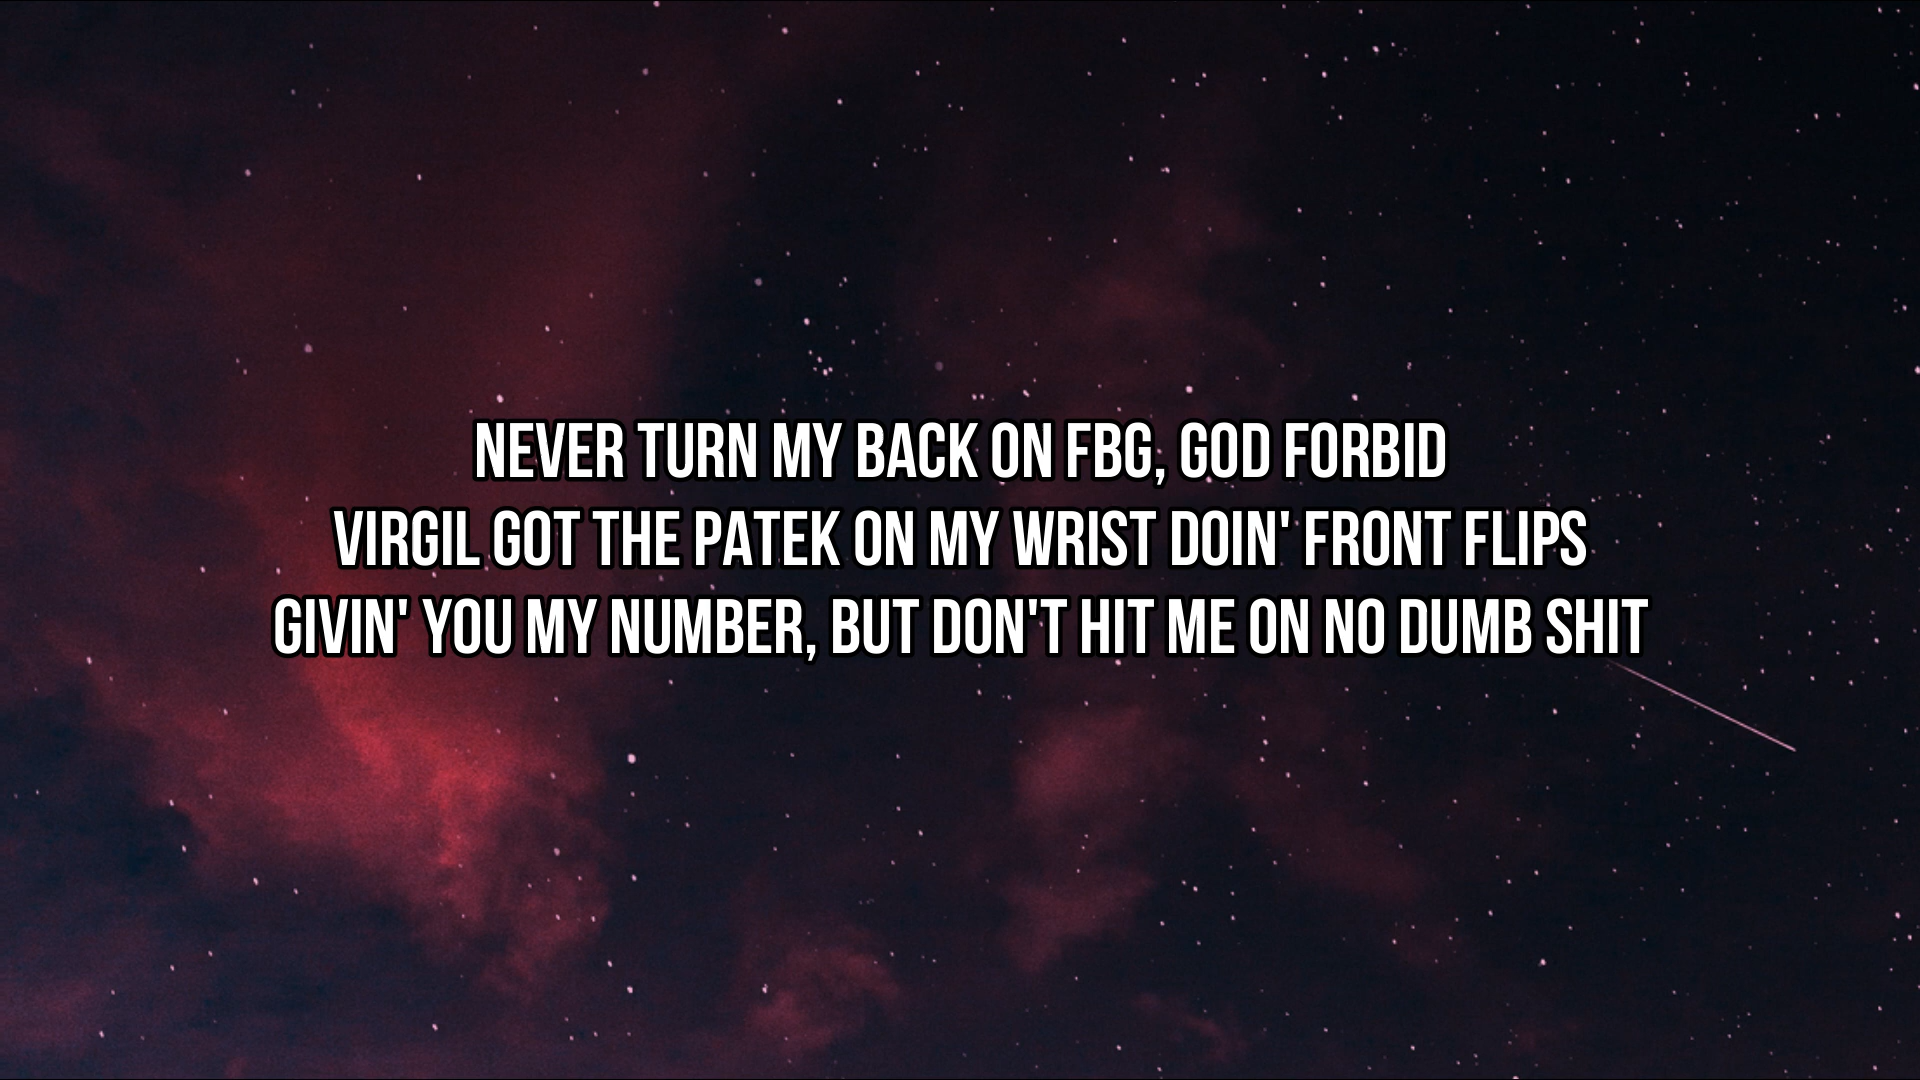 NEVER TURN MY BACK ON FBG, GOD FORBID
VIRGIL GOT THE PATEK ON MY WRIST DOIN' FRONT FLIPS
GIVIN' YOU MY NUMBER, BUT DON'T HIT ME ON NO DUMB SHIT